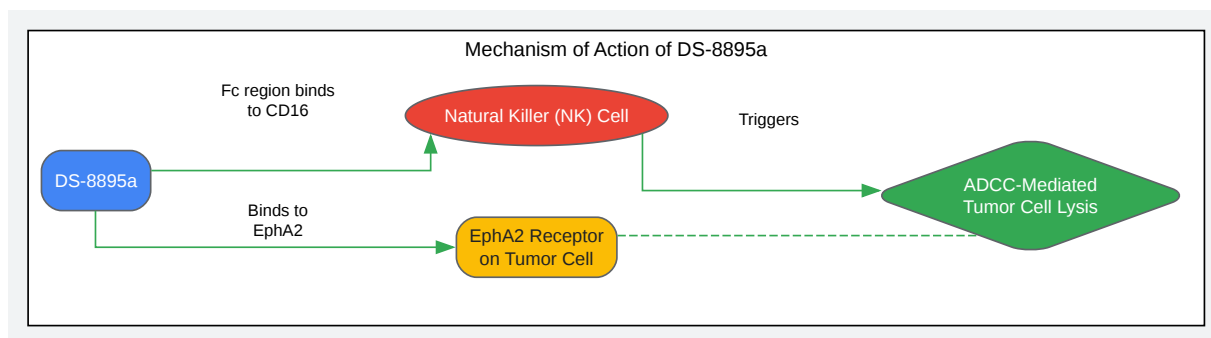 Mechanism of Action of DS-8895a
Fc region binds
to CD16
Natural Killer (NK) Cell
Triggers
DS-8895a
ADCC-Mediated
Tumor Cell Lysis
Binds to
EphA2
EphA2 Receptor
on Tumor Cell